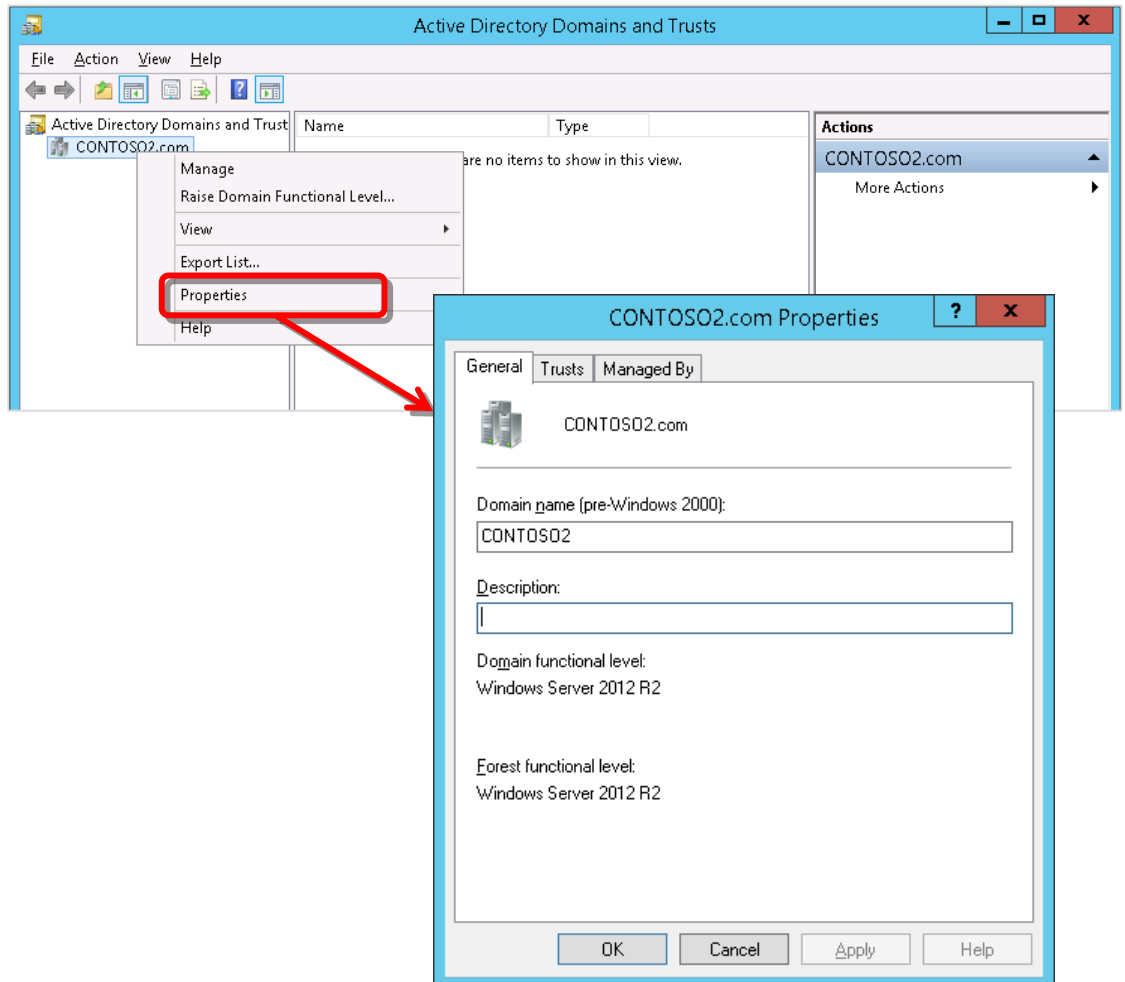 Active Directory Domains and Trusts
File Action View Help
Active Directory Domains and Trust
CONTOSO2.com
Name Type
are no items to show in this view.
Actions
CONTOSO2.com
More Actions
Manage
Raise Domain Functional Level...
View
Export List...
Properties
Help
CONTOSO2.com Properties
? x
General Trusts Managed By
CONTOSO2.com
Domain name (pre-Windows 2000):
CONTOSO2
Description:
Domain functional level:
Windows Server 2012 R2
Forest functional level:
Windows Server 2012 R2
OK Cancel Apply Help